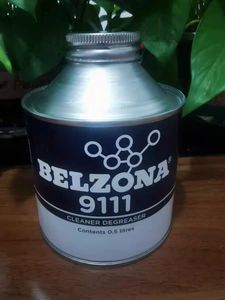 BELZONA®
9111
CLEANER DEGREASER
Contents 0.5 litres